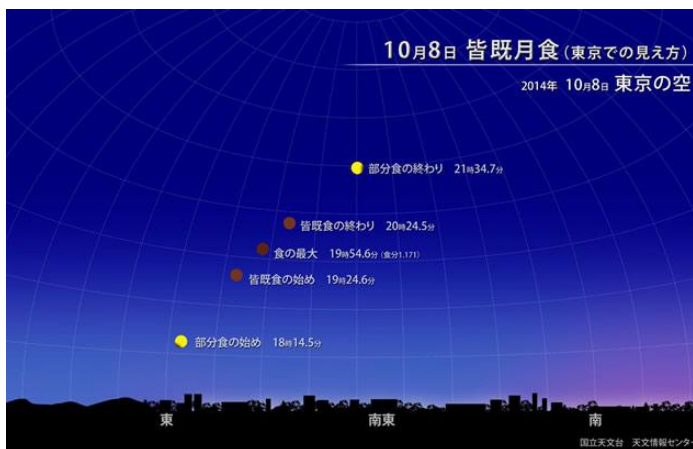 10月8日 皆既月食(東京での見え方)
2014年 10月8日 東京の空
部分食の終わり 21時34.7分
皆既食の終わり 20時24.5分
食の最大 19時54.6分(食分1.171)
皆既食の始め 19時24.6分
部分食の始め 18時14.5分
東 南東 南
国立天文台 天文情報センター